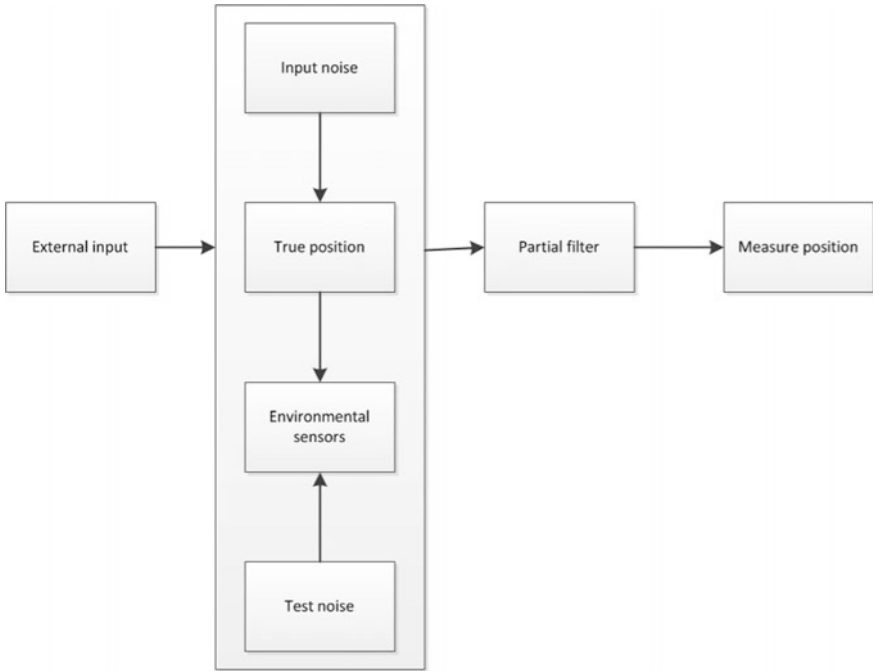 Input noise
External input
True position
Partial filter
Measure position
Environmental
sensors
Test noise